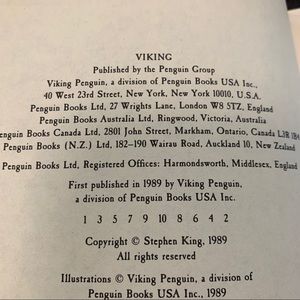 VIKING
Published by the Penguin Group
Viking Penguin, a division of Penguin Books USA Inc.,
40 West 23rd Street, New York, New York 10010, U.S.A.
Penguin Books Ltd, 27 Wrights Lane, London W8 5TZ, England
Penguin Books Australia Ltd, Ringwood, Victoria, Australia
Penguin Books Canada Ltd, 2801 John Street, Markham, Ontario, Canada L3R 1B4
Penguin Books (N.Z.) Ltd, 182–190 Wairau Road, Auckland 10, New Zealand
Penguin Books Ltd, Registered Offices: Harmondsworth, Middlesex, England
First published in 1989 by Viking Penguin,
a division of Penguin Books USA Inc.
1 3 5 7 9 10 8 6 4 2
Copyright © Stephen King, 1989
All rights reserved
Illustrations © Viking Penguin, a division of
Penguin Books USA Inc., 1989